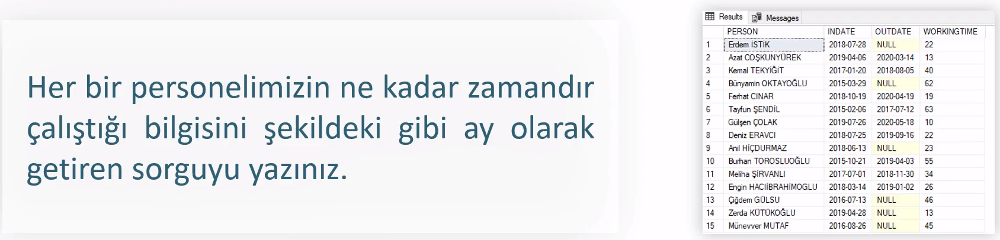 Her bir personelimizin ne kadar zamandır
çalıştığı bilgisini şekildeki gibi ay olarak
getiren sorguyu yazınız.
Results Messages
PERSON INDATE OUTDATE WORKINGTIME
1 Erdem İSTİK 2018-07-28 NULL 22
2 Azat COŞKUNYÜREK 2019-04-06 2020-03-14 13
3 Kemal TEKYİĞİT 2017-01-20 2018-08-05 40
4 Bünyamin OKTAYOĞLU 2015-03-29 NULL 62
5 Ferhat CINAR 2018-10-19 2020-04-19 19
6 Tayfun ŞENDİL 2015-02-06 2017-07-12 63
7 Gülşen ÇOLAK 2019-07-26 2020-05-18 10
8 Deniz ERAVCI 2018-07-25 2019-09-16 22
9 Anıl HİÇDURMAZ 2018-06-13 NULL 23
10 Burhan TOROSLUOĞLU 2015-10-21 2019-04-03 55
11 Meliha ŞİRVANLI 2017-07-01 2018-11-30 34
12 Engin HACIİBRAHİMOGLU 2018-03-14 2019-01-02 26
13 Çiğdem GÜLSU 2016-07-13 NULL 46
14 Zerda KÜTÜKOĞLU 2019-04-28 NULL 13
15 Münevver MUTAF 2016-08-26 NULL 45